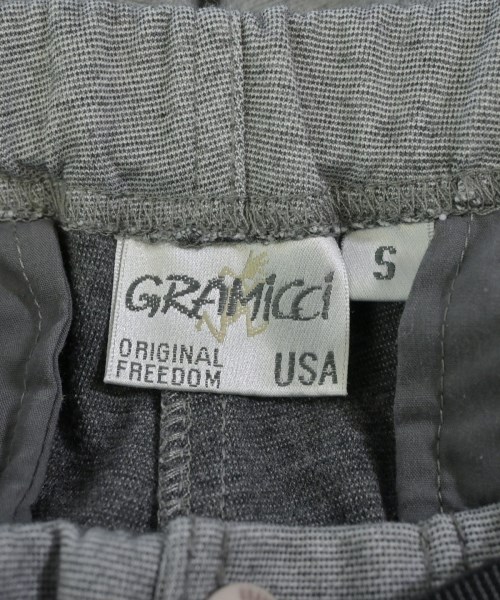 GRAMiCCi
ORIGINAL
FREEDOM USA
S